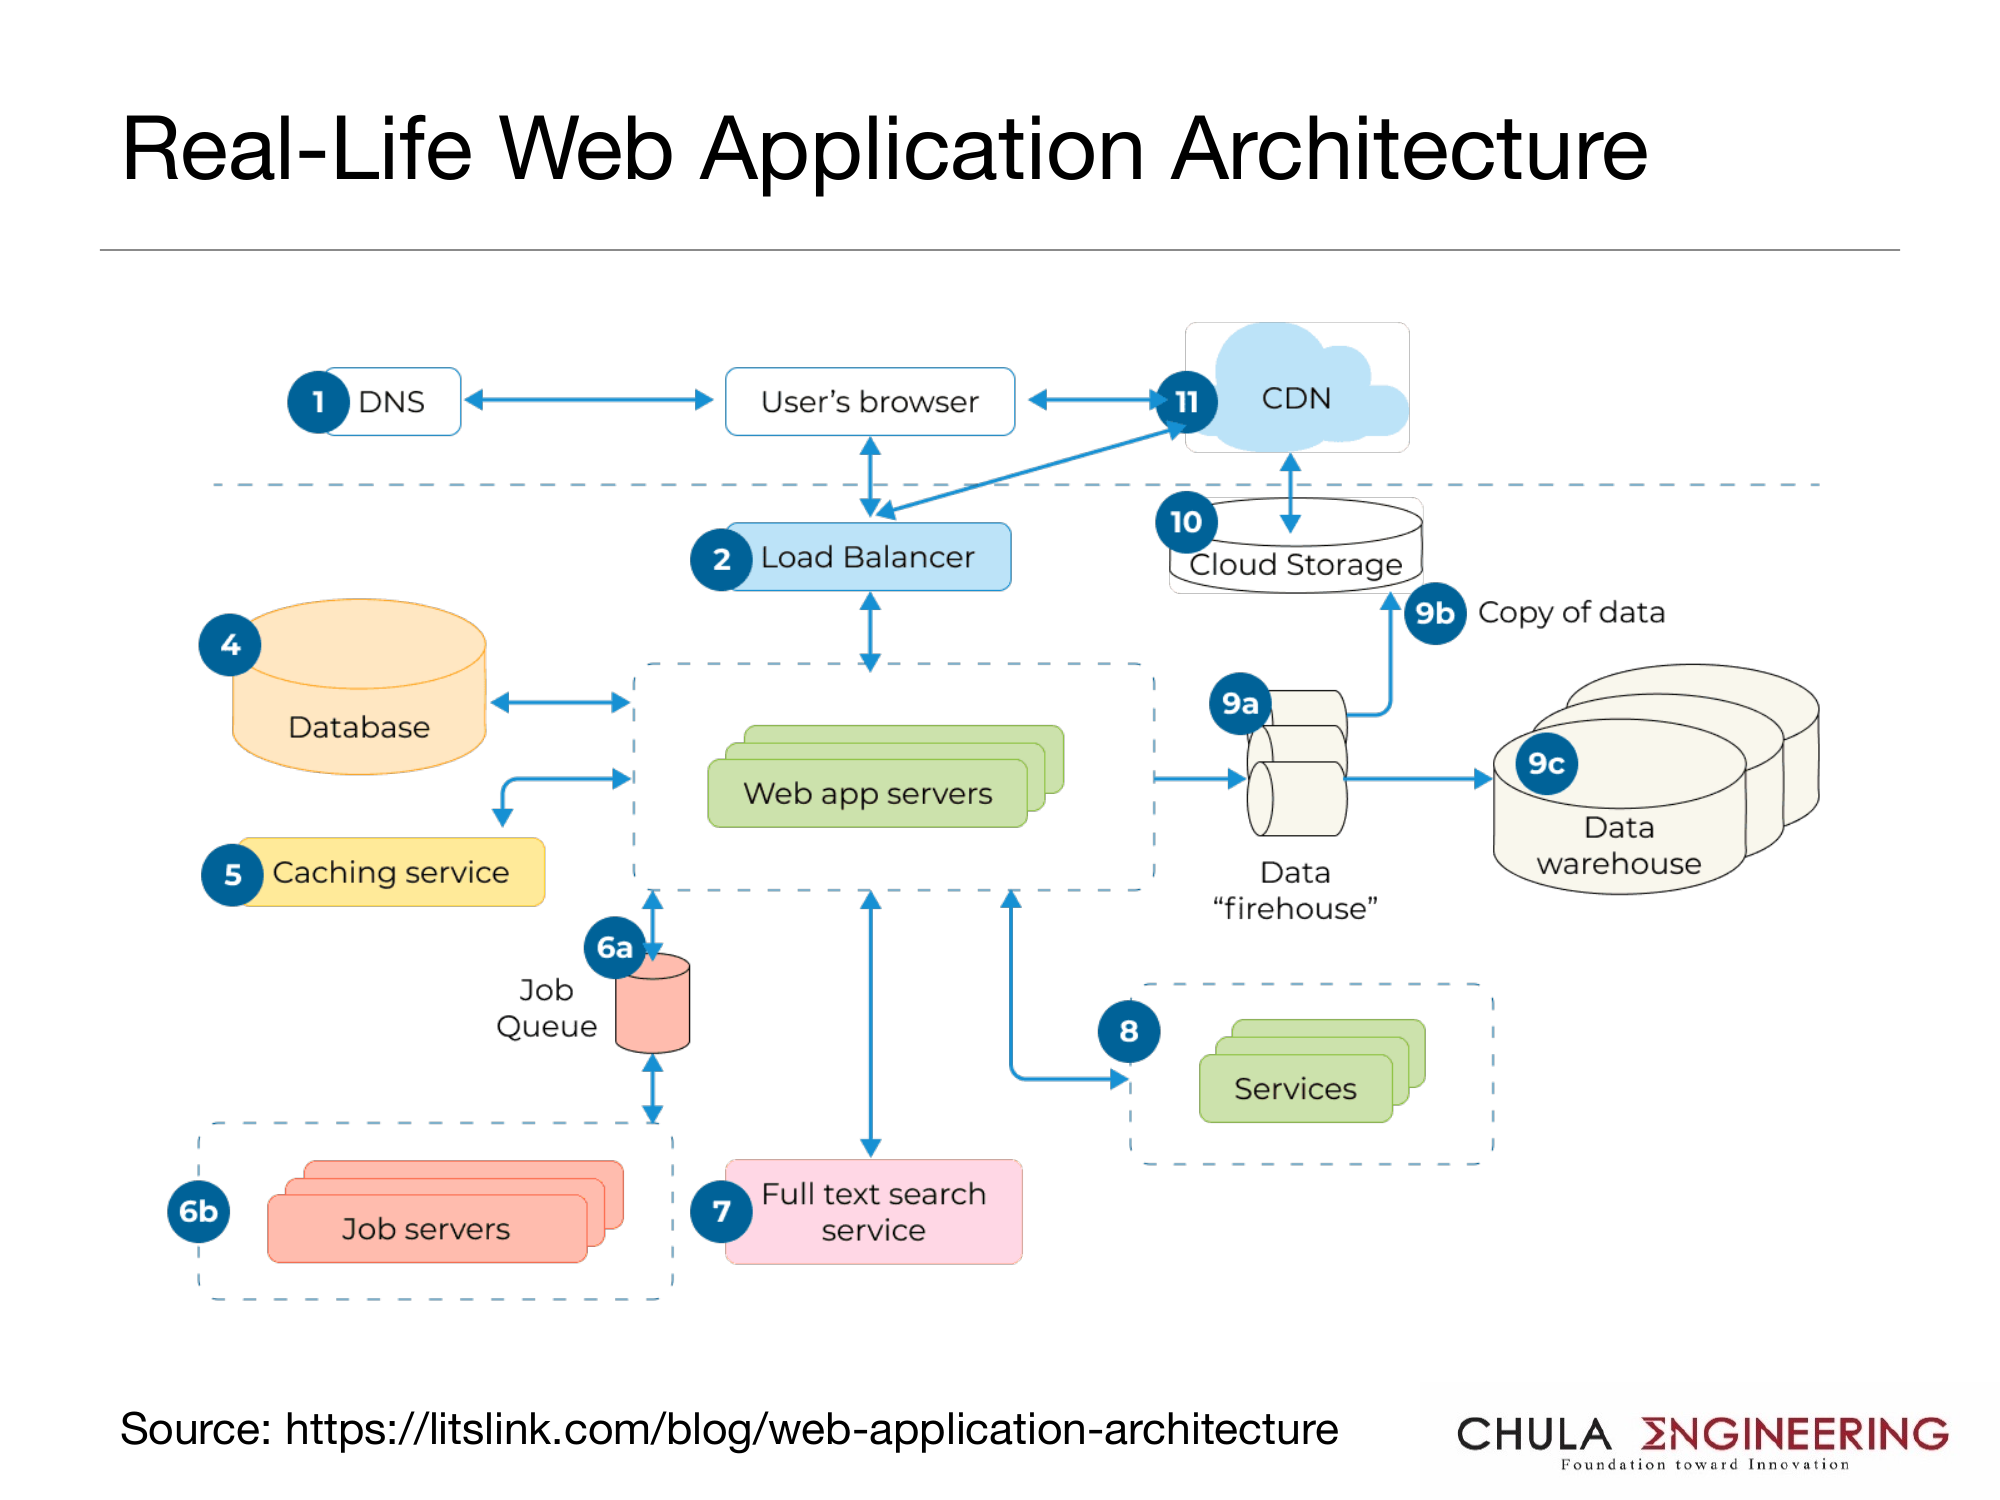 Real-Life Web Application Architecture
1 DNS
User's browser
11 CDN
2 Load Balancer
10
Cloud Storage
9b Copy of data
4
Database
9a
9c
Web app servers
Data
warehouse
5 Caching service
Data
“firehouse”
6a
Job
Queue
8
Services
6b
Job servers
7
Full text search
service
Source: https://litslink.com/blog/web-application-architecture
CHULA ΣNGINEERING
Foundation toward Innovation